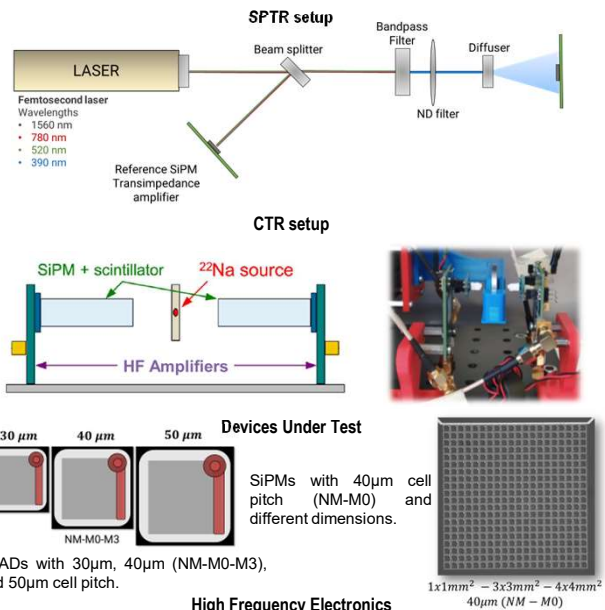 SPTR setup
Bandpass
Filter
Beam splitter
Diffuser
LASER
ND filter
Femtosecond laser
Wavelengths
• 1560 nm
• 780 nm
• 520 nm
• 390 nm
Reference SiPM
Transimpedance
amplifier
CTR setup
SiPM + scintillator
²²Na source
HF Amplifiers
Devices Under Test
30 μm 40 μm 50 μm
NM-M0-M3
SiPMs with 40μm cell
pitch (NM-M0) and
different dimensions.
ADs with 30μm, 40μm (NM-M0-M3),
d 50μm cell pitch.
1x1mm² − 3x3mm² − 4x4mm²
40μm (NM − M0)
High Frequency Electronics